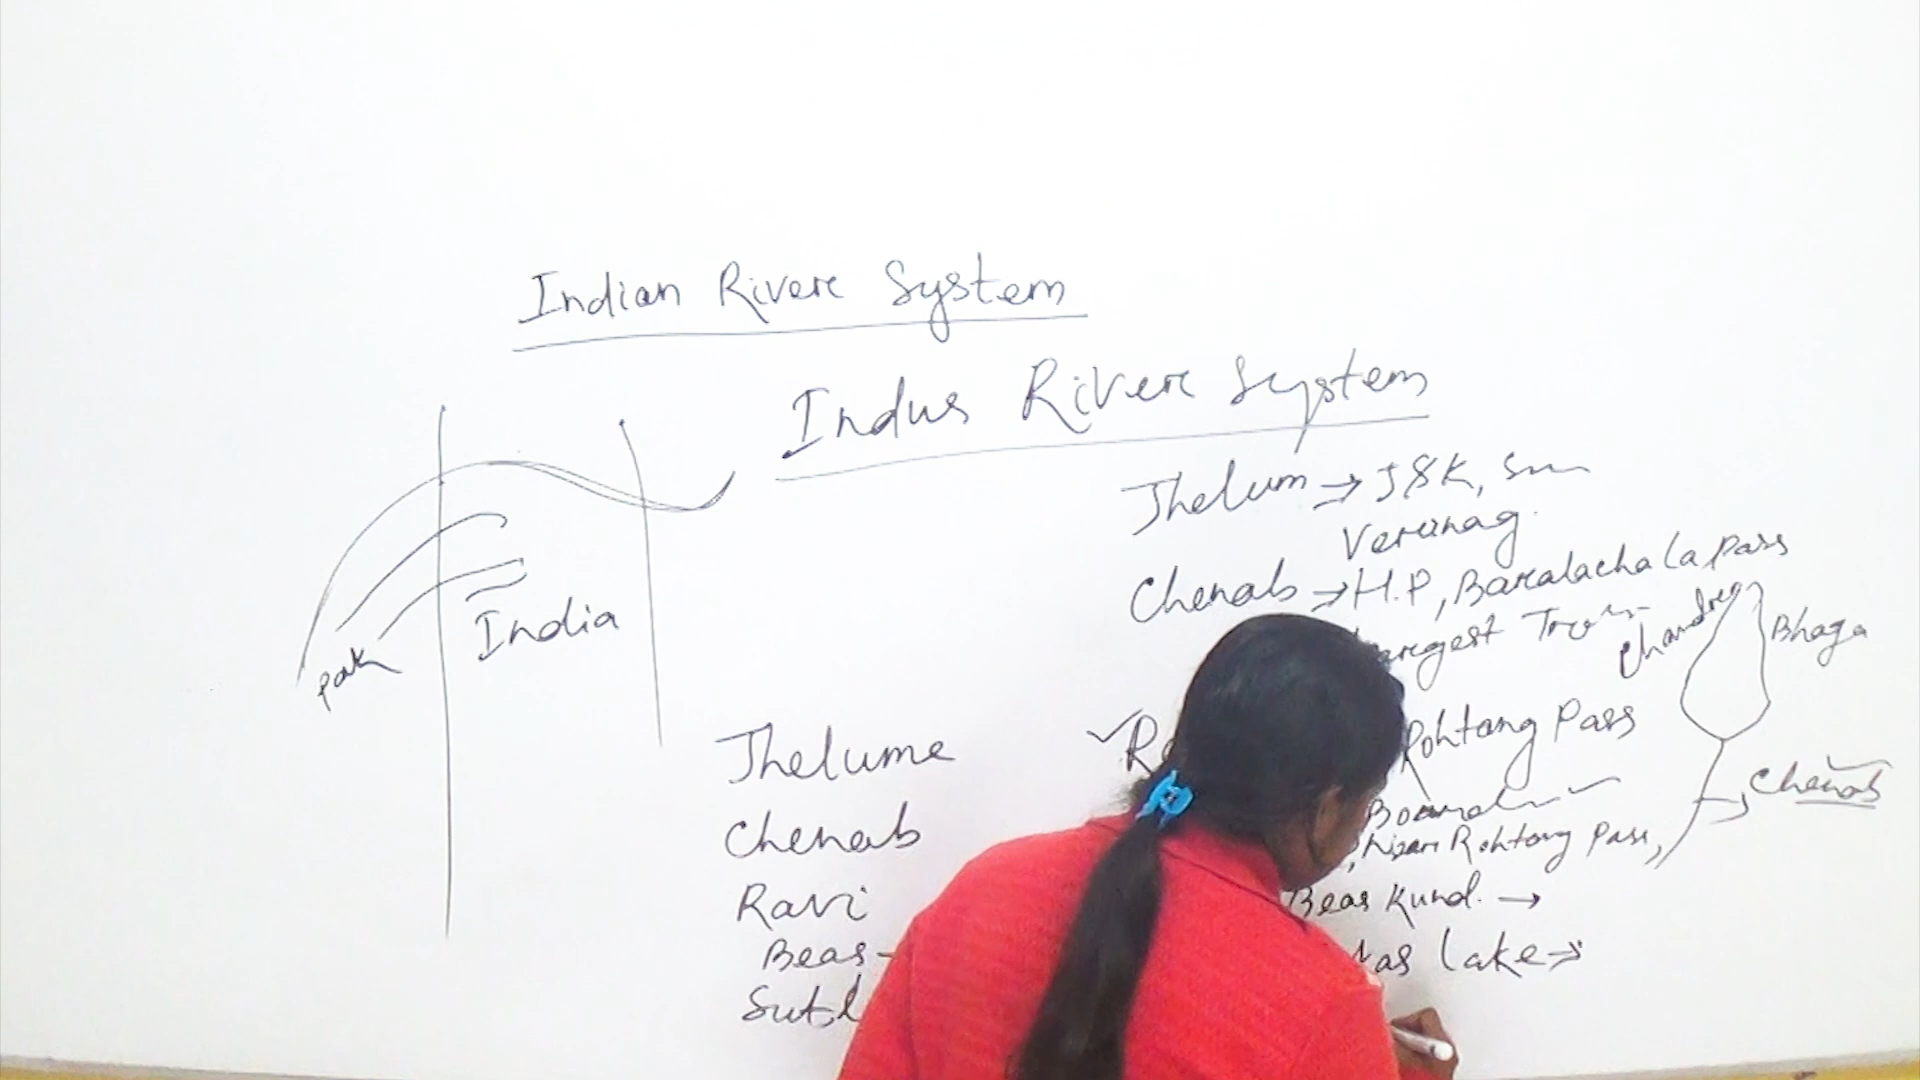 Indian River System
Indus River System
Jhelum → J&K,
Verinag.
Chenab → H.P, Baralacha La pass
Largest
Chandra
Bhaga
Chenab
Rohtang Pass
Rohtang Pass,
Beas Kund. →
Lake →
Pak
India
Jhelume
Chenab
Ravi
Beas -